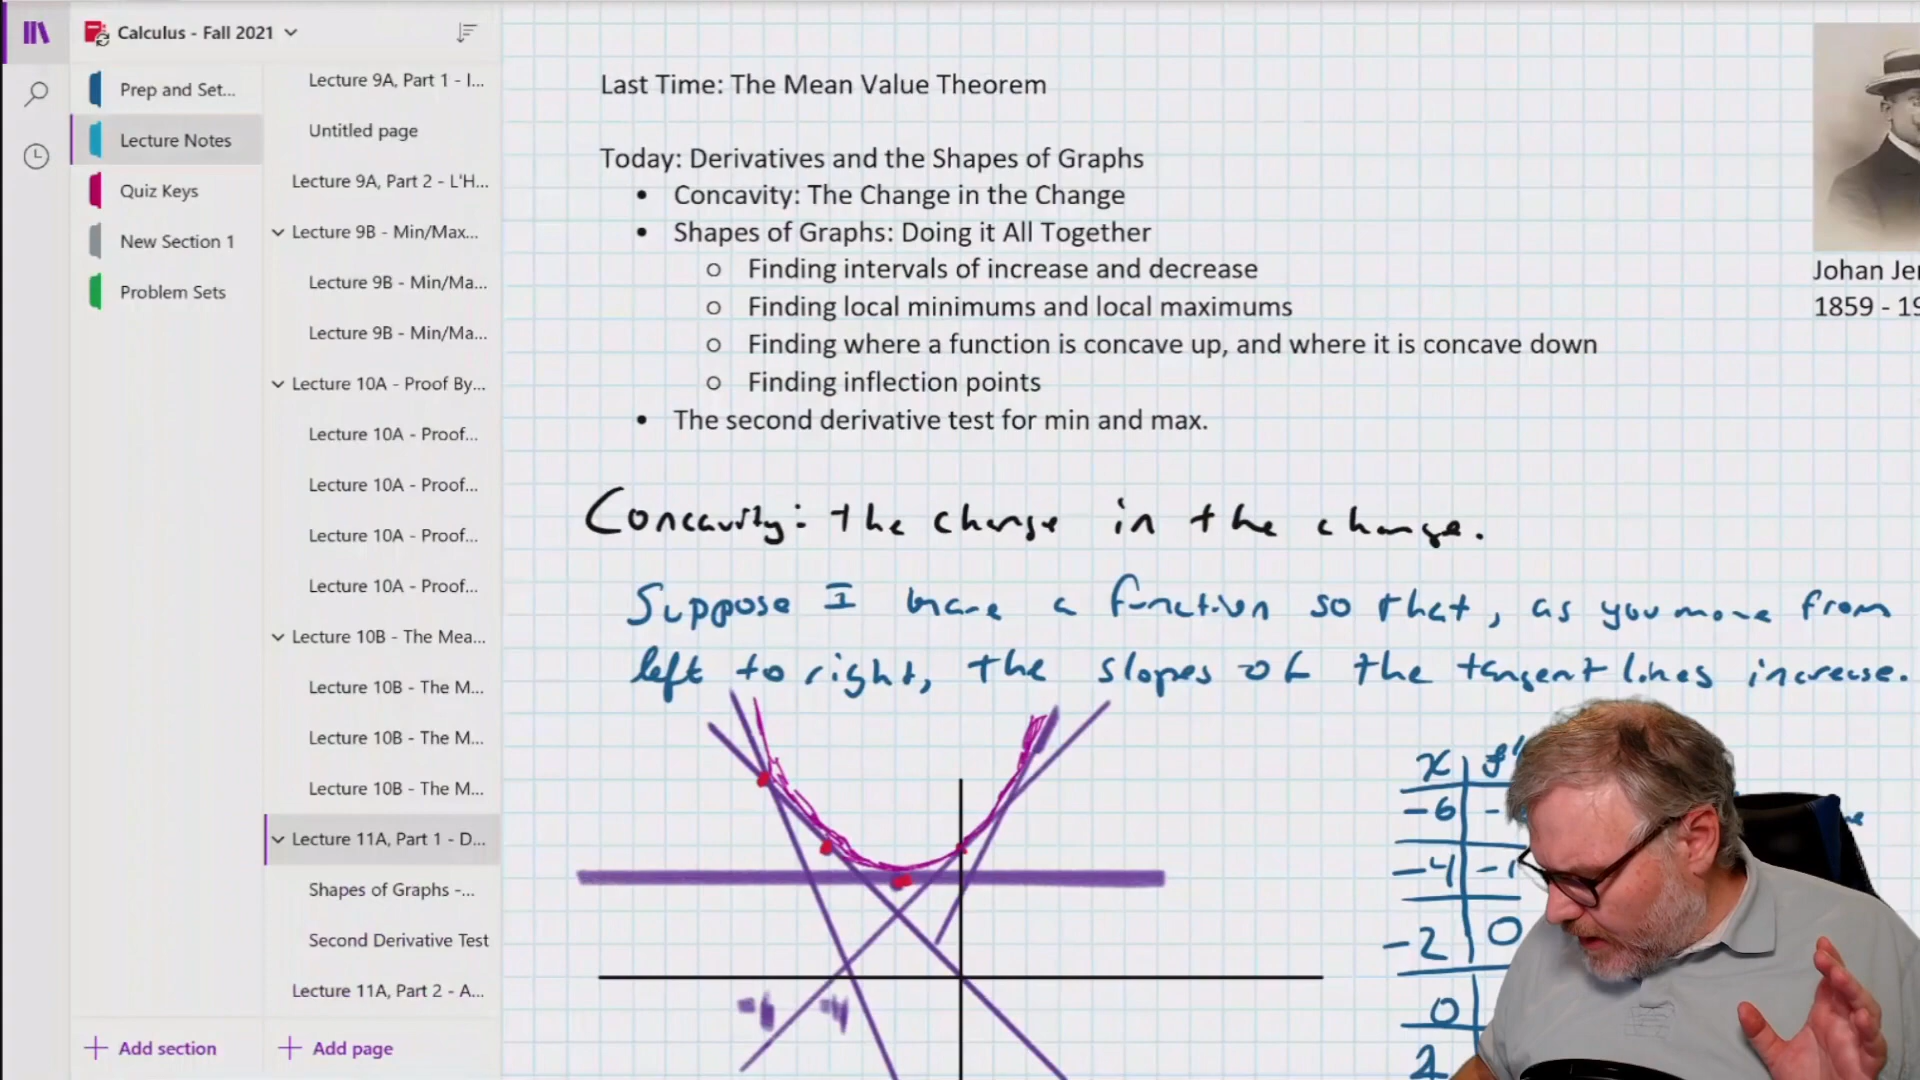 Calculus - Fall 2021
Prep and Set...
Lecture Notes
Quiz Keys
New Section 1
Problem Sets
Add section
Lecture 9A, Part 1 - I...
Untitled page
Lecture 9A, Part 2 - L'H...
Lecture 9B - Min/Max...
Lecture 9B - Min/Ma...
Lecture 9B - Min/Ma...
Lecture 10A - Proof By...
Lecture 10A - Proof...
Lecture 10A - Proof...
Lecture 10A - Proof...
Lecture 10A - Proof...
Lecture 10B - The Mea...
Lecture 10B - The M...
Lecture 10B - The M...
Lecture 10B - The M...
Lecture 11A, Part 1 - D...
Shapes of Graphs -...
Second Derivative Test
Lecture 11A, Part 2 - A...
Add page
Last Time: The Mean Value Theorem
Today: Derivatives and the Shapes of Graphs
• Concavity: The Change in the Change
• Shapes of Graphs: Doing it All Together
○ Finding intervals of increase and decrease
○ Finding local minimums and local maximums
○ Finding where a function is concave up, and where it is concave down
○ Finding inflection points
• The second derivative test for min and max.
Johan Jen
1859 - 19
Concavity: the change in the change.
Suppose I have a function so that, as you move from
left to right, the slopes of the tangent lines increase.
-6 -4
x f'
-6 -
-4 -1
-2 0
0
2